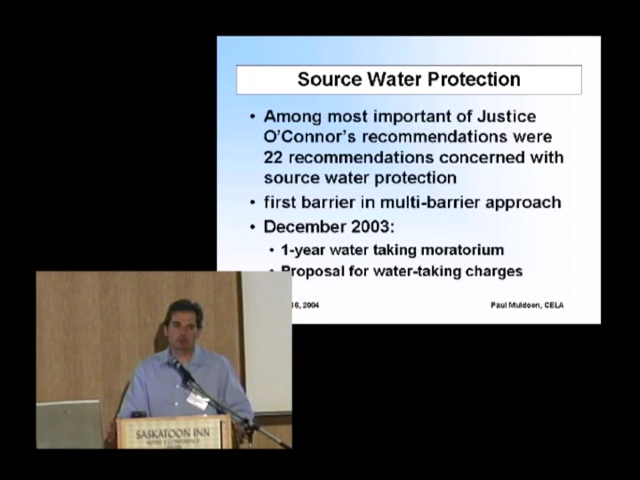 Source Water Protection
• Among most important of Justice
O'Connor's recommendations were
22 recommendations concerned with
source water protection
• first barrier in multi-barrier approach
• December 2003:
• 1-year water taking moratorium
• Proposal for water-taking charges
16, 2004
Paul Muldoon, CELA
SASKATOON INN